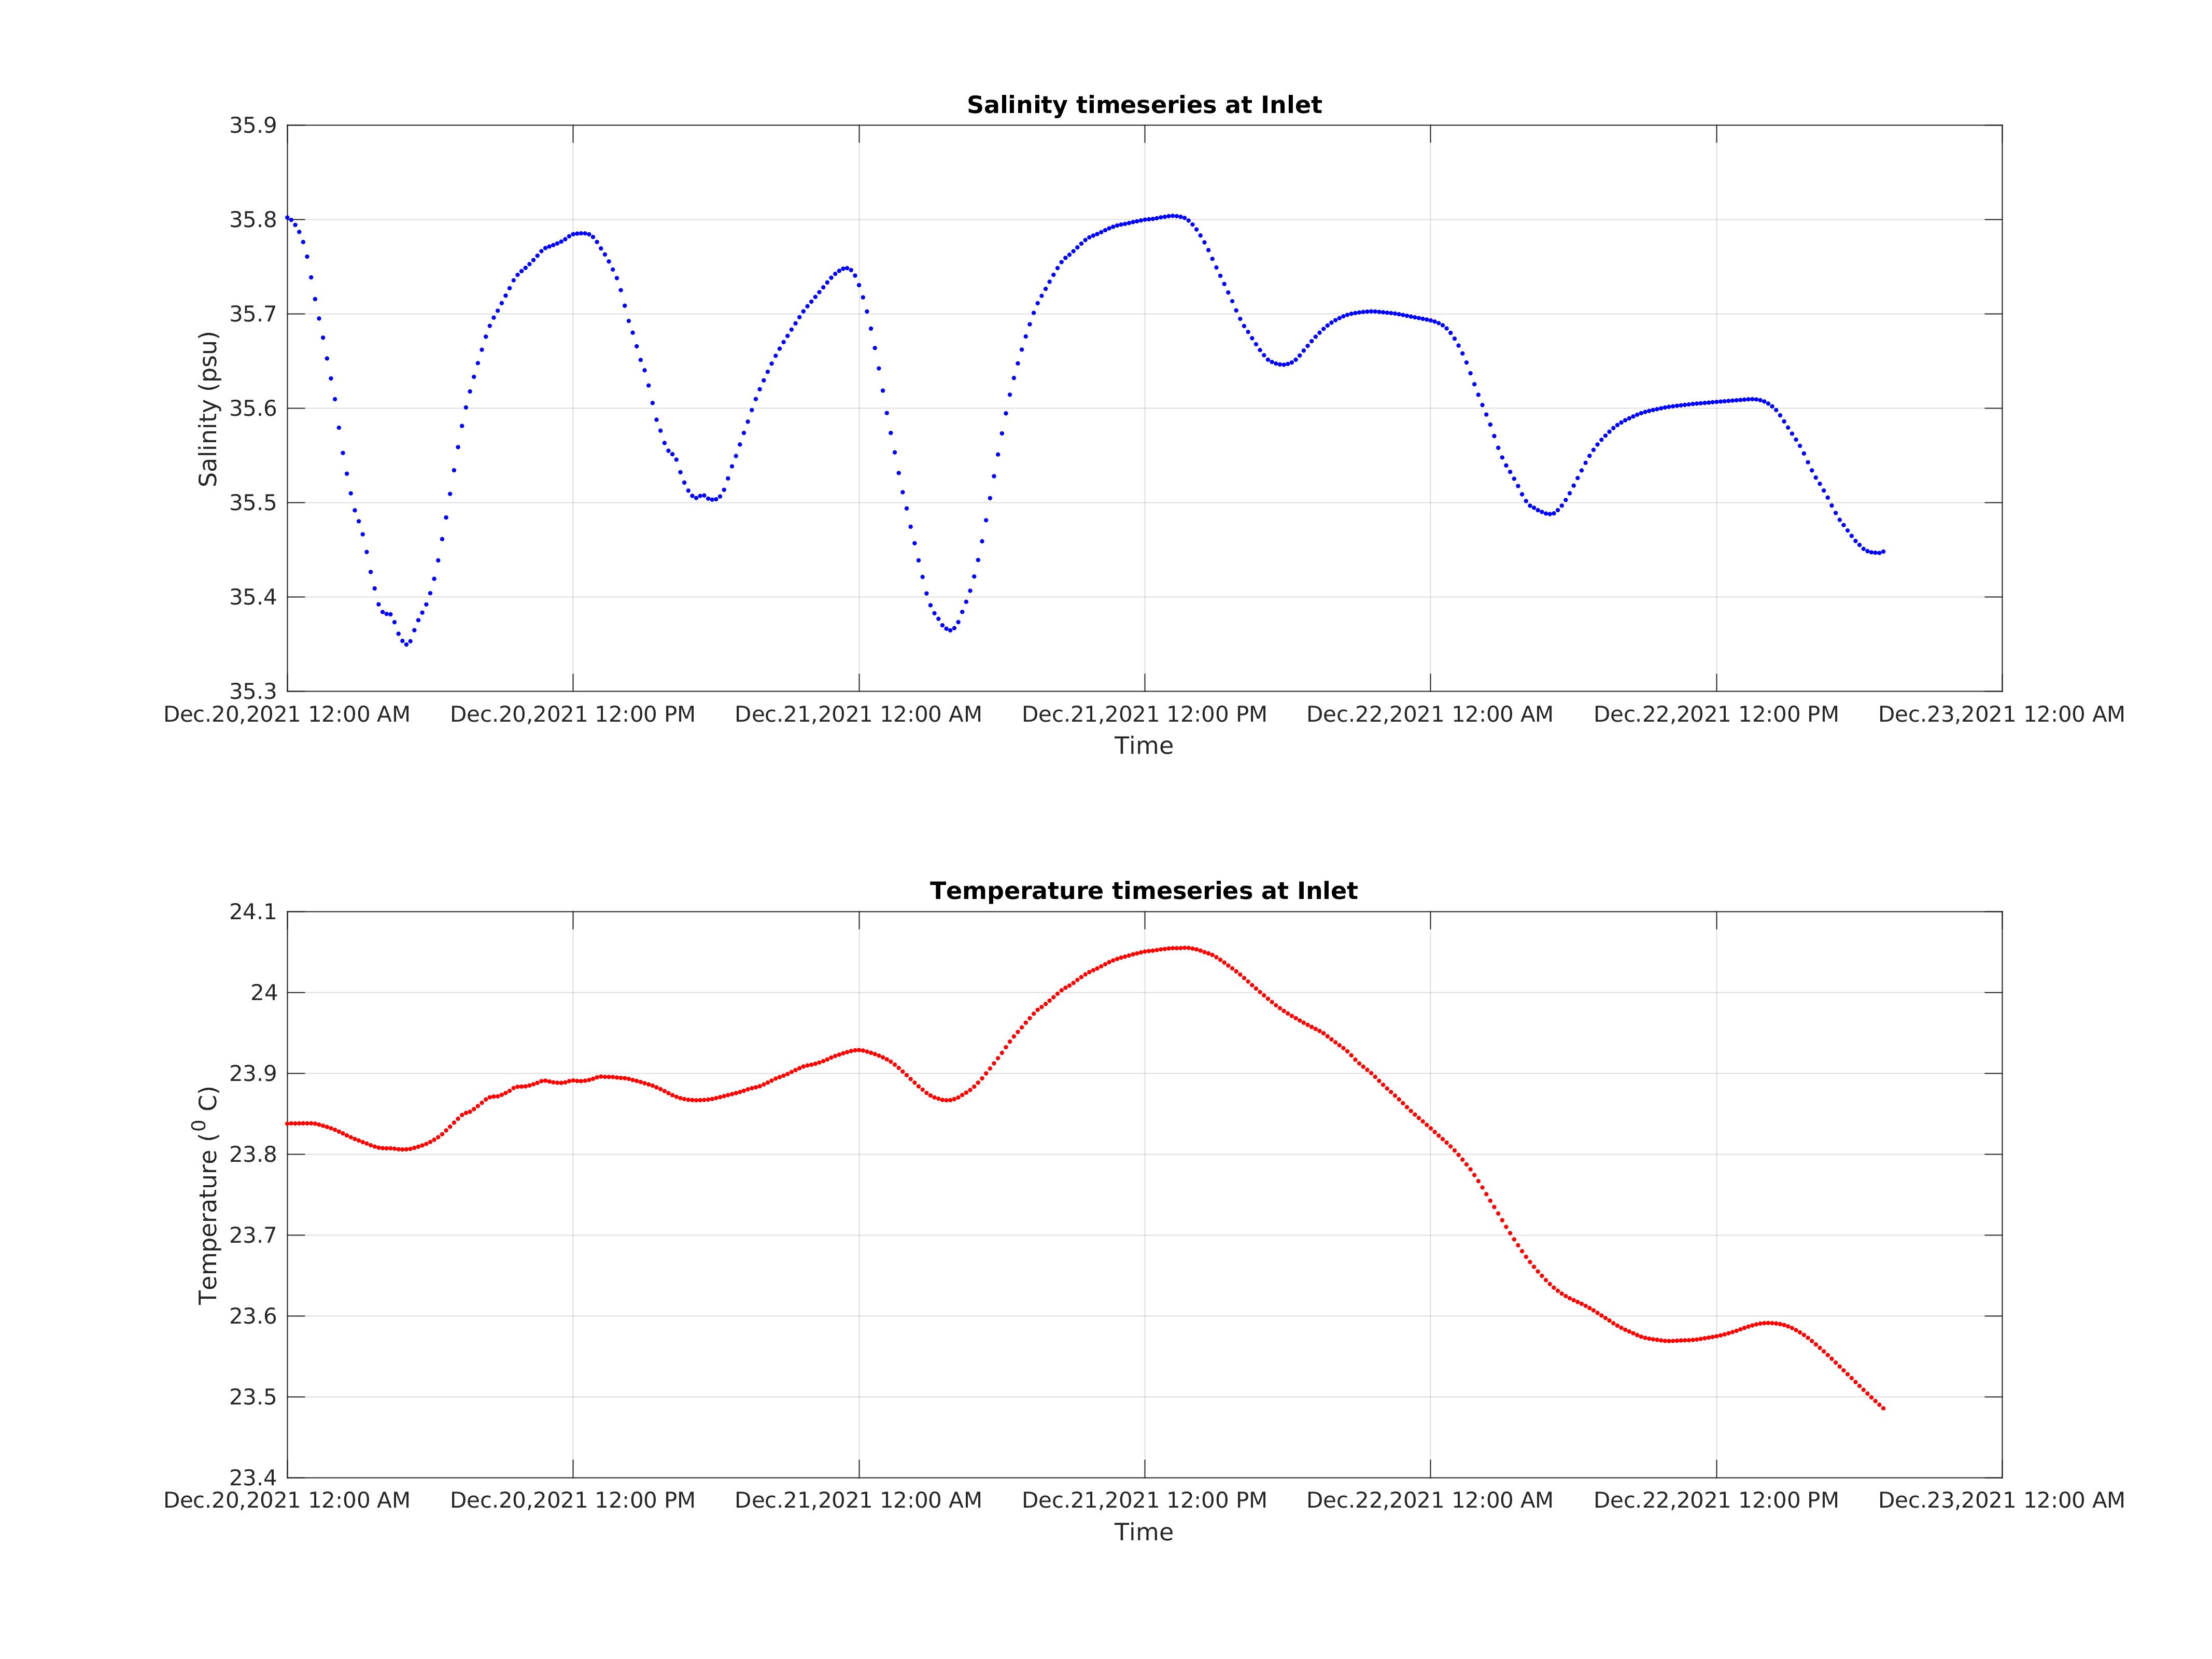 Salinity timeseries at Inlet
35.9
35.8
35.7
35.6
35.5
35.4
35.3
Salinity (psu)
Dec.20,2021 12:00 AM Dec.20,2021 12:00 PM Dec.21,2021 12:00 AM Dec.21,2021 12:00 PM Dec.22,2021 12:00 AM Dec.22,2021 12:00 PM Dec.23,2021 12:00 AM
Time
Temperature timeseries at Inlet
24.1
24
23.9
23.8
23.7
23.6
23.5
23.4
Temperature (⁰ C)
Dec.20,2021 12:00 AM Dec.20,2021 12:00 PM Dec.21,2021 12:00 AM Dec.21,2021 12:00 PM Dec.22,2021 12:00 AM Dec.22,2021 12:00 PM Dec.23,2021 12:00 AM
Time